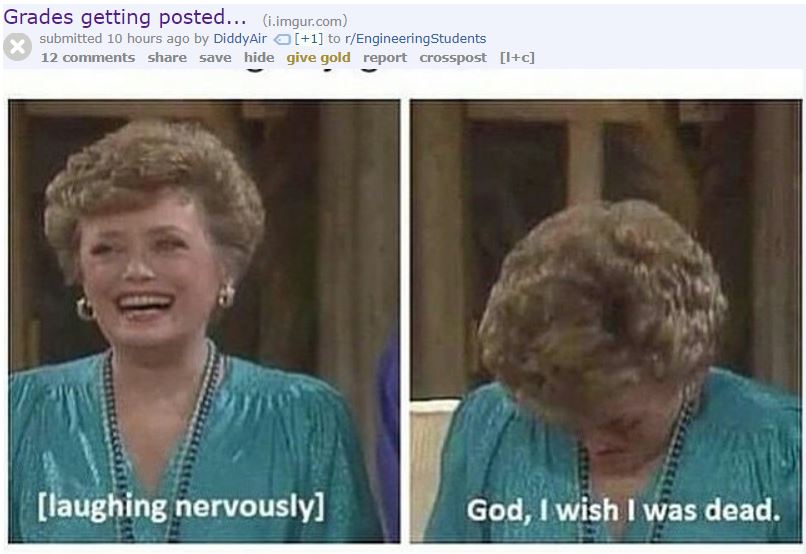 Grades getting posted... (i.imgur.com)
submitted 10 hours ago by DiddyAir [+1] to r/EngineeringStudents
12 comments share save hide give gold report crosspost [l+c]
[laughing nervously]
God, I wish I was dead.